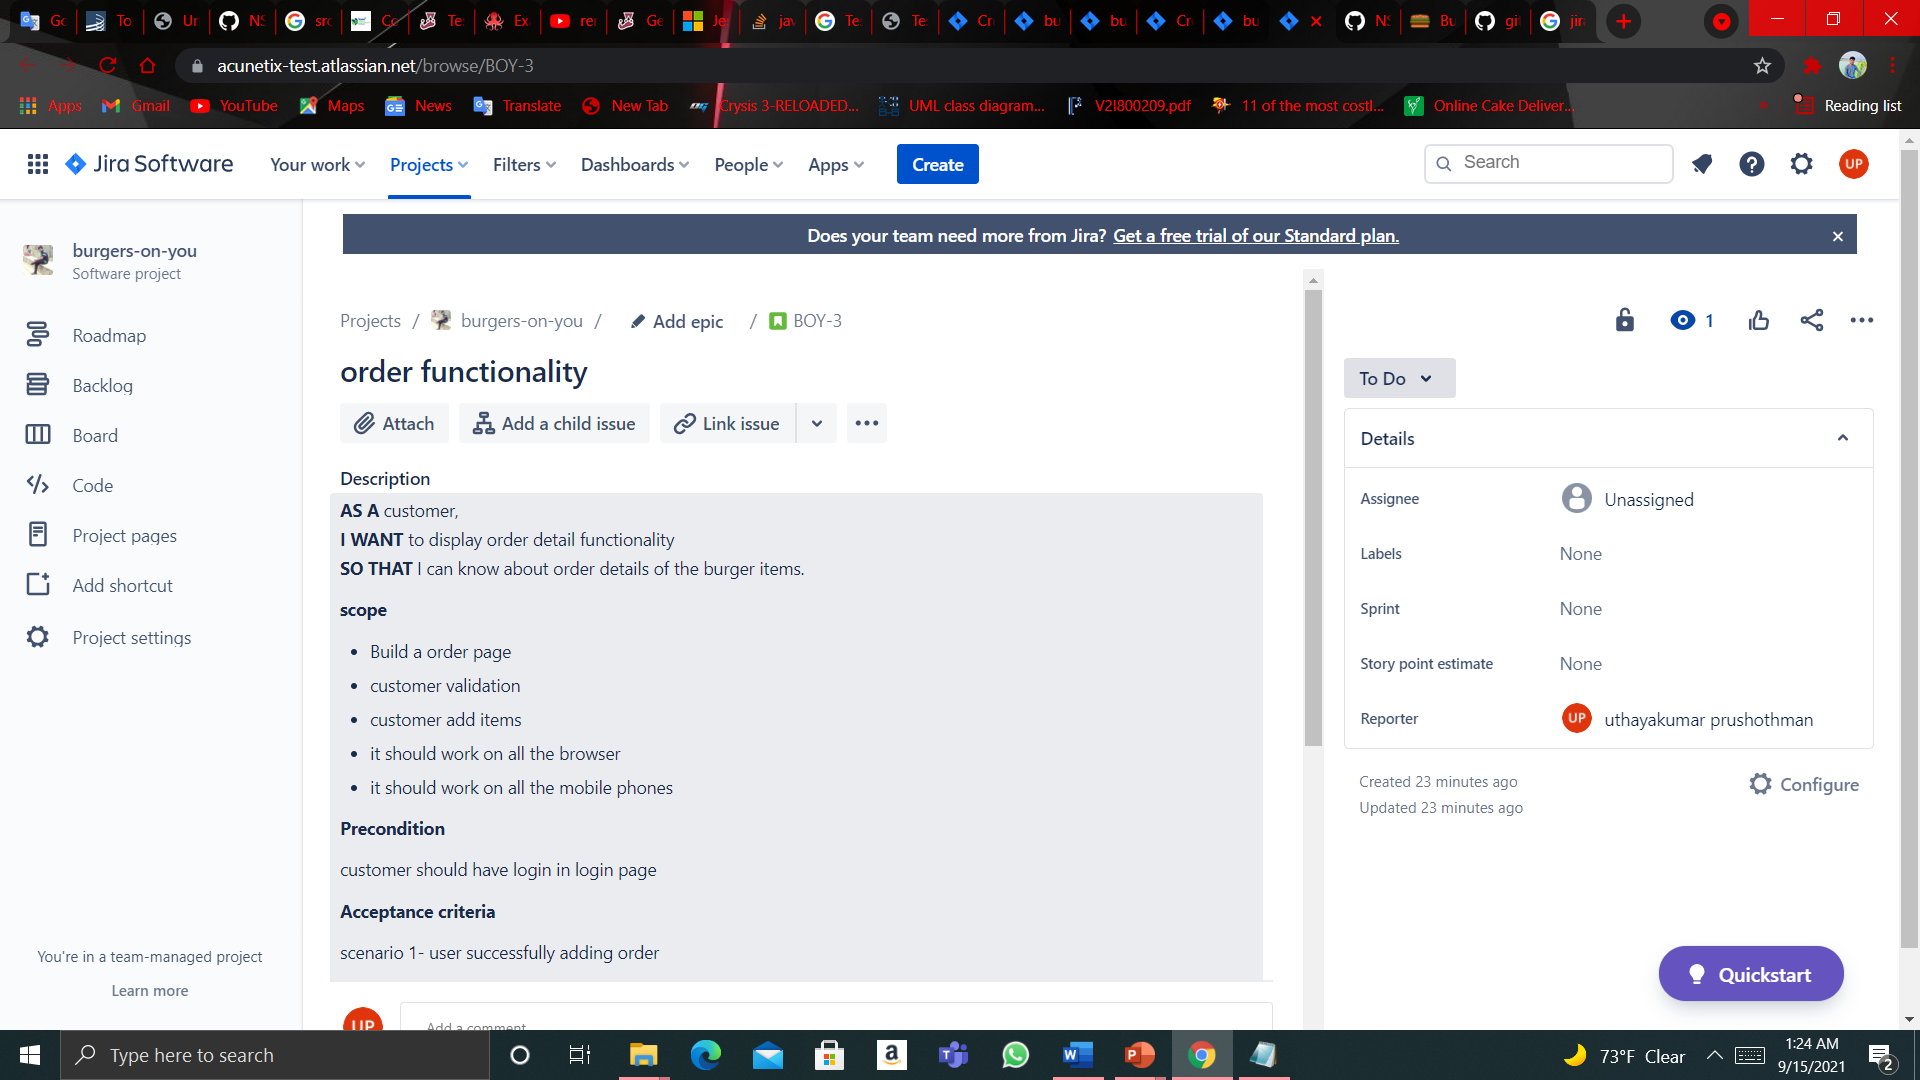 Go
To
Ur
NS
src
Co
Te
Ex
rer
Ge
Je
jav
Te
Te
Cr
bu
bu
Cr
bu
NS
Bu
git
jira
acunetix-test.atlassian.net/browse/BOY-3
Apps
Gmail
YouTube
Maps
News
Translate
New Tab
Crysis 3-RELOADED...
UML class diagram...
V2I800209.pdf
11 of the most costl...
Online Cake Deliver...
Reading list
Jira Software
Your work
Projects
Filters
Dashboards
People
Apps
Create
Search
UP
burgers-on-you
Software project
Does your team need more from Jira? Get a free trial of our Standard plan.
Roadmap
Backlog
Board
Code
Project pages
Add shortcut
Project settings
You're in a team-managed project
Learn more
Projects / burgers-on-you / Add epic / BOY-3
1
order functionality
Attach
Add a child issue
Link issue
Description
AS A customer,
I WANT to display order detail functionality
SO THAT I can know about order details of the burger items.
scope
• Build a order page
• customer validation
• customer add items
• it should work on all the browser
• it should work on all the mobile phones
Precondition
customer should have login in login page
Acceptance criteria
scenario 1- user successfully adding order
UP
Add a comment
To Do
Details
Assignee
Unassigned
Labels
None
Sprint
None
Story point estimate
None
Reporter
UP
uthayakumar prushothman
Created 23 minutes ago
Updated 23 minutes ago
Configure
Quickstart
Type here to search
73°F Clear
1:24 AM
9/15/2021
2